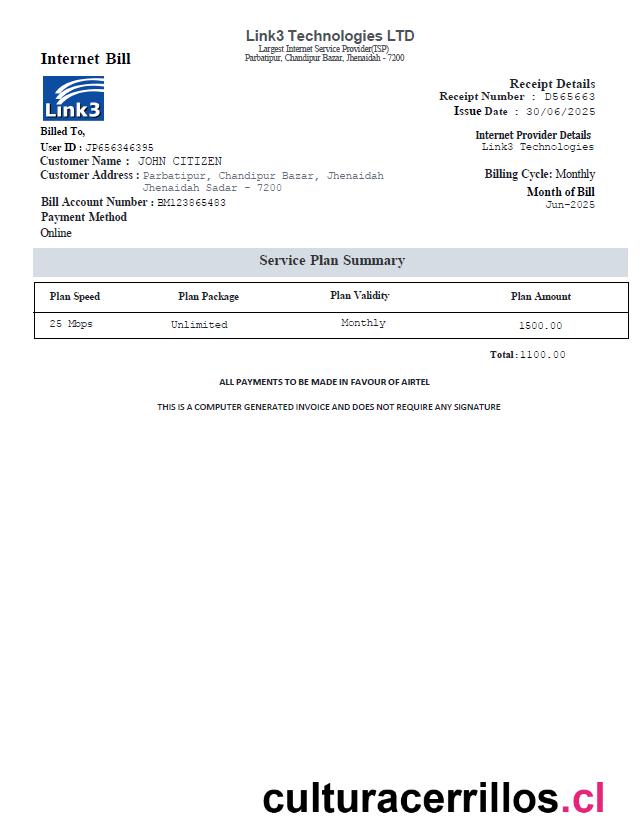 Link3 Technologies LTD
Largest Internet Service Provider(ISP)
Parbatipur, Chandipur Bazar, Jhenaidah - 7200
Internet Bill
Link3
Receipt Details
Receipt Number : D565663
Issue Date : 30/06/2025
Billed To,
User ID : JP656346395
Customer Name : JOHN CITIZEN
Customer Address : Parbatipur, Chandipur Bazar, Jhenaidah
Jhenaidah Sadar - 7200
Bill Account Number : BM123865483
Payment Method
Online
Internet Provider Details
Link3 Technologies
Billing Cycle: Monthly
Month of Bill
Jun-2025
Service Plan Summary
Plan Speed Plan Package Plan Validity Plan Amount
25 Mbps Unlimited Monthly 1500.00
Total :1100.00
ALL PAYMENTS TO BE MADE IN FAVOUR OF AIRTEL
THIS IS A COMPUTER GENERATED INVOICE AND DOES NOT REQUIRE ANY SIGNATURE
culturacerrillos.cl